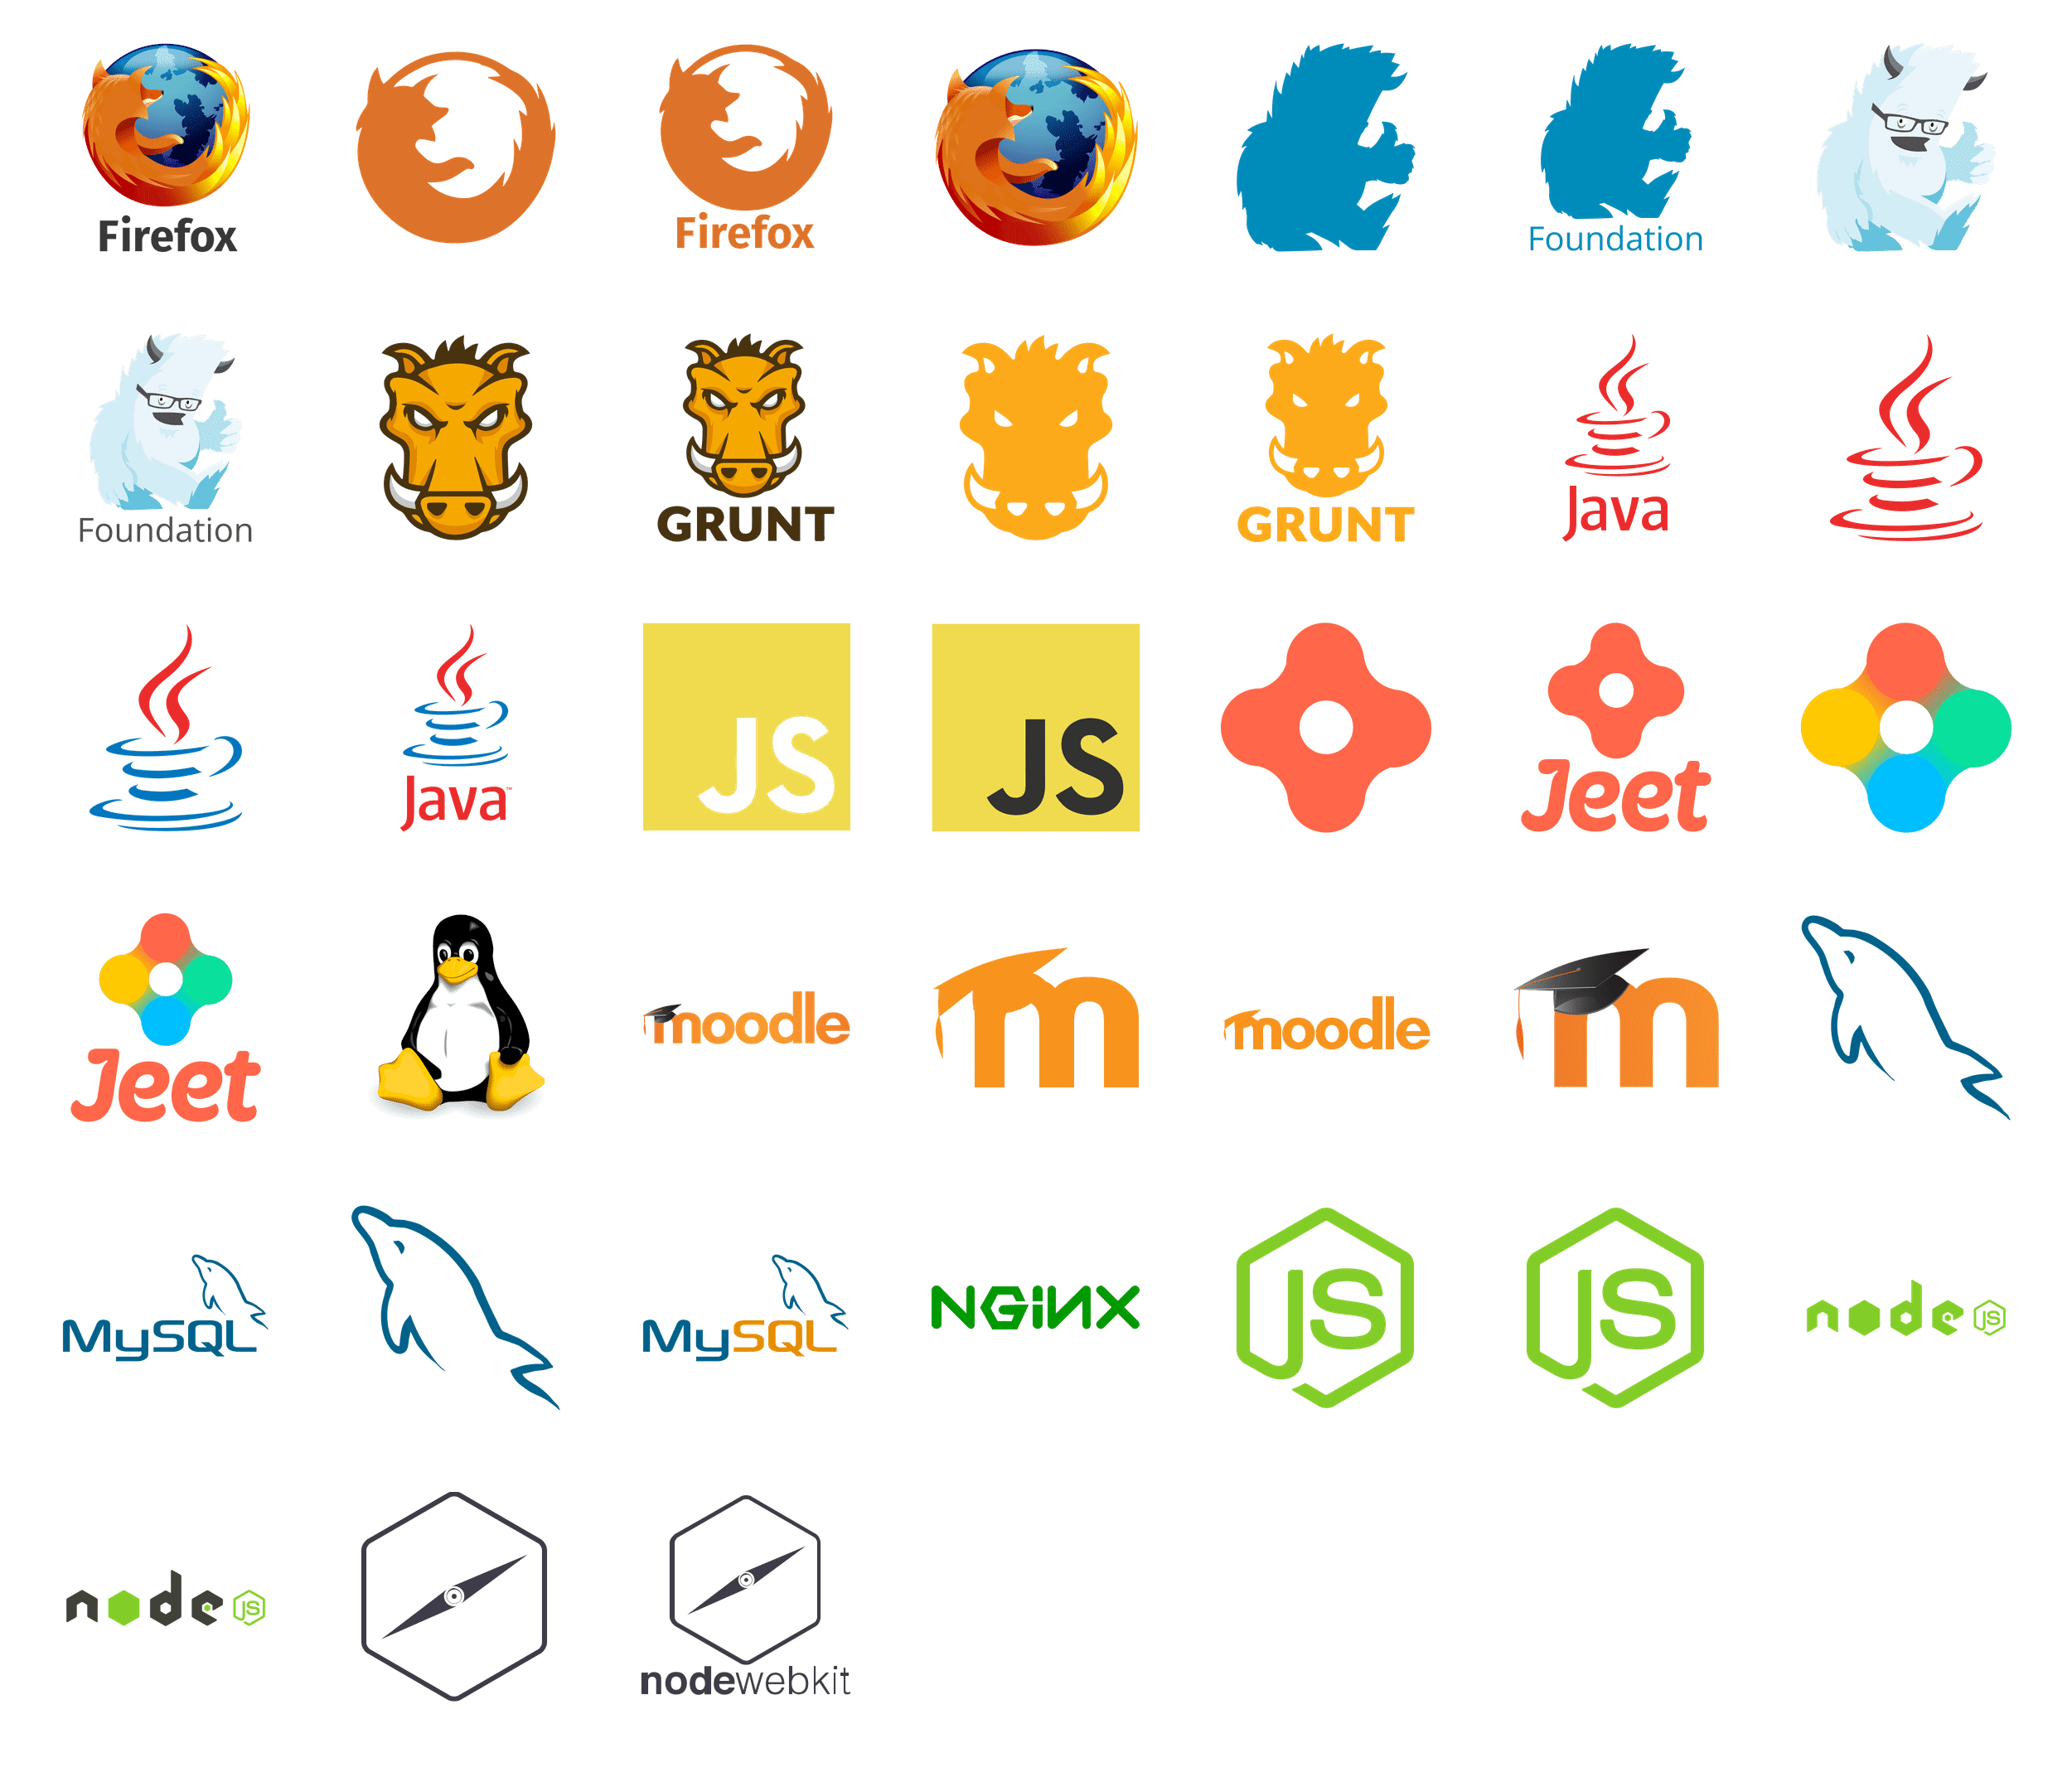 Firefox
Firefox
Foundation
Foundation
GRUNT
GRUNT
Java
Java™
JS
JS
Jeet
Jeet
moodle
m
moodle
m
MySQL
MySQL
NGiNX
JS
JS
node JS
node JS
nodewebkit